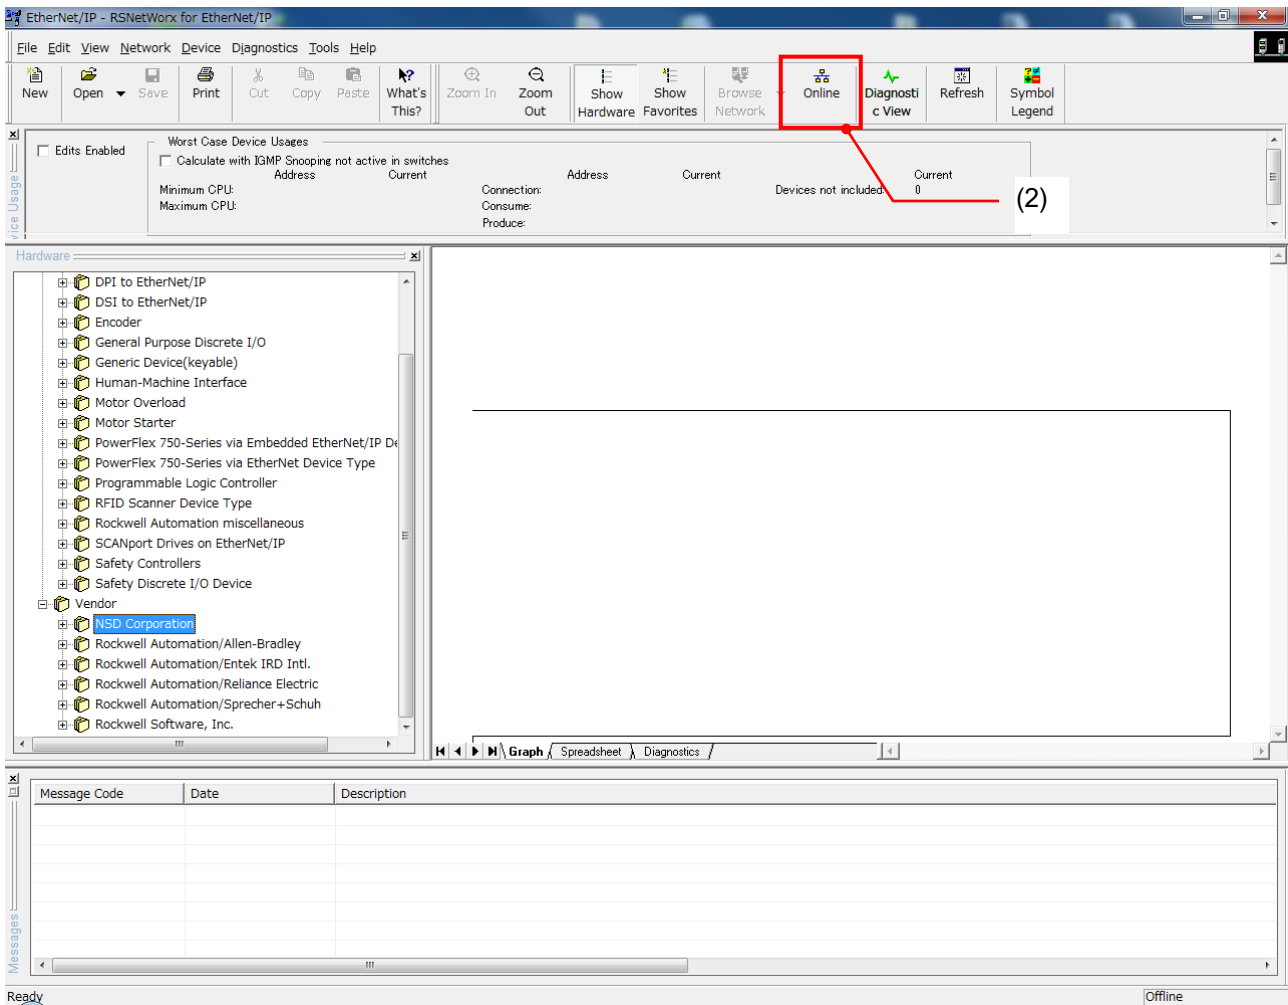 EtherNet/IP - RSNetWorx for EtherNet/IP
File Edit View Network Device Diagnostics Tools Help
New Open Save Print Cut Copy Paste What's This? Zoom In Zoom Out Show Hardware Show Favorites Browse Network Online Diagnosti c View Refresh Symbol Legend
Edits Enabled
Worst Case Device Usages
Calculate with IGMP Snooping not active in switches
Address Current Address Current Current
Minimum CPU: Connection: Devices not included: 0
Maximum CPU: Consume:
Produce:
(2)
vice Usage
Hardware
DPI to EtherNet/IP
DSI to EtherNet/IP
Encoder
General Purpose Discrete I/O
Generic Device(keyable)
Human-Machine Interface
Motor Overload
Motor Starter
PowerFlex 750-Series via Embedded EtherNet/IP De
PowerFlex 750-Series via EtherNet Device Type
Programmable Logic Controller
RFID Scanner Device Type
Rockwell Automation miscellaneous
SCANport Drives on EtherNet/IP
Safety Controllers
Safety Discrete I/O Device
Vendor
NSD Corporation
Rockwell Automation/Allen-Bradley
Rockwell Automation/Entek IRD Intl.
Rockwell Automation/Reliance Electric
Rockwell Automation/Sprecher+Schuh
Rockwell Software, Inc.
Graph Spreadsheet Diagnostics
Message Code Date Description
Messages
Ready Offline